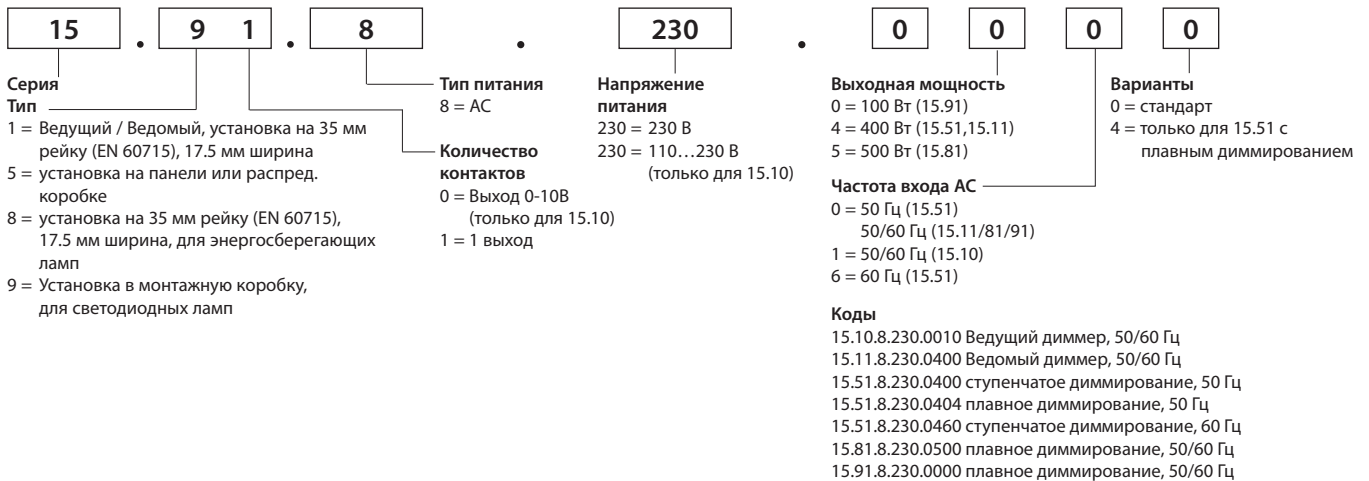 15 . 9 1 . 8 . 230 . 0 0 0 0
Серия
Тип
1 = Ведущий / Ведомый, установка на 35 мм
рейку (EN 60715), 17.5 мм ширина
5 = установка на панели или распред.
коробке
8 = установка на 35 мм рейку (EN 60715),
17.5 мм ширина, для энергосберегающих
ламп
9 = Установка в монтажную коробку,
для светодиодных ламп
Тип питания
8 = AC
Количество
контактов
0 = Выход 0-10В
(только для 15.10)
1 = 1 выход
Напряжение
питания
230 = 230 В
230 = 110…230 В
(только для 15.10)
Выходная мощность
0 = 100 Вт (15.91)
4 = 400 Вт (15.51,15.11)
5 = 500 Вт (15.81)
Частота входа AC
0 = 50 Гц (15.51)
50/60 Гц (15.11/81/91)
1 = 50/60 Гц (15.10)
6 = 60 Гц (15.51)
Варианты
0 = стандарт
4 = только для 15.51 с
плавным диммированием
Коды
15.10.8.230.0010 Ведущий диммер, 50/60 Гц
15.11.8.230.0400 Ведомый диммер, 50/60 Гц
15.51.8.230.0400 ступенчатое диммирование, 50 Гц
15.51.8.230.0404 плавное диммирование, 50 Гц
15.51.8.230.0460 ступенчатое диммирование, 60 Гц
15.81.8.230.0500 плавное диммирование, 50/60 Гц
15.91.8.230.0000 плавное диммирование, 50/60 Гц